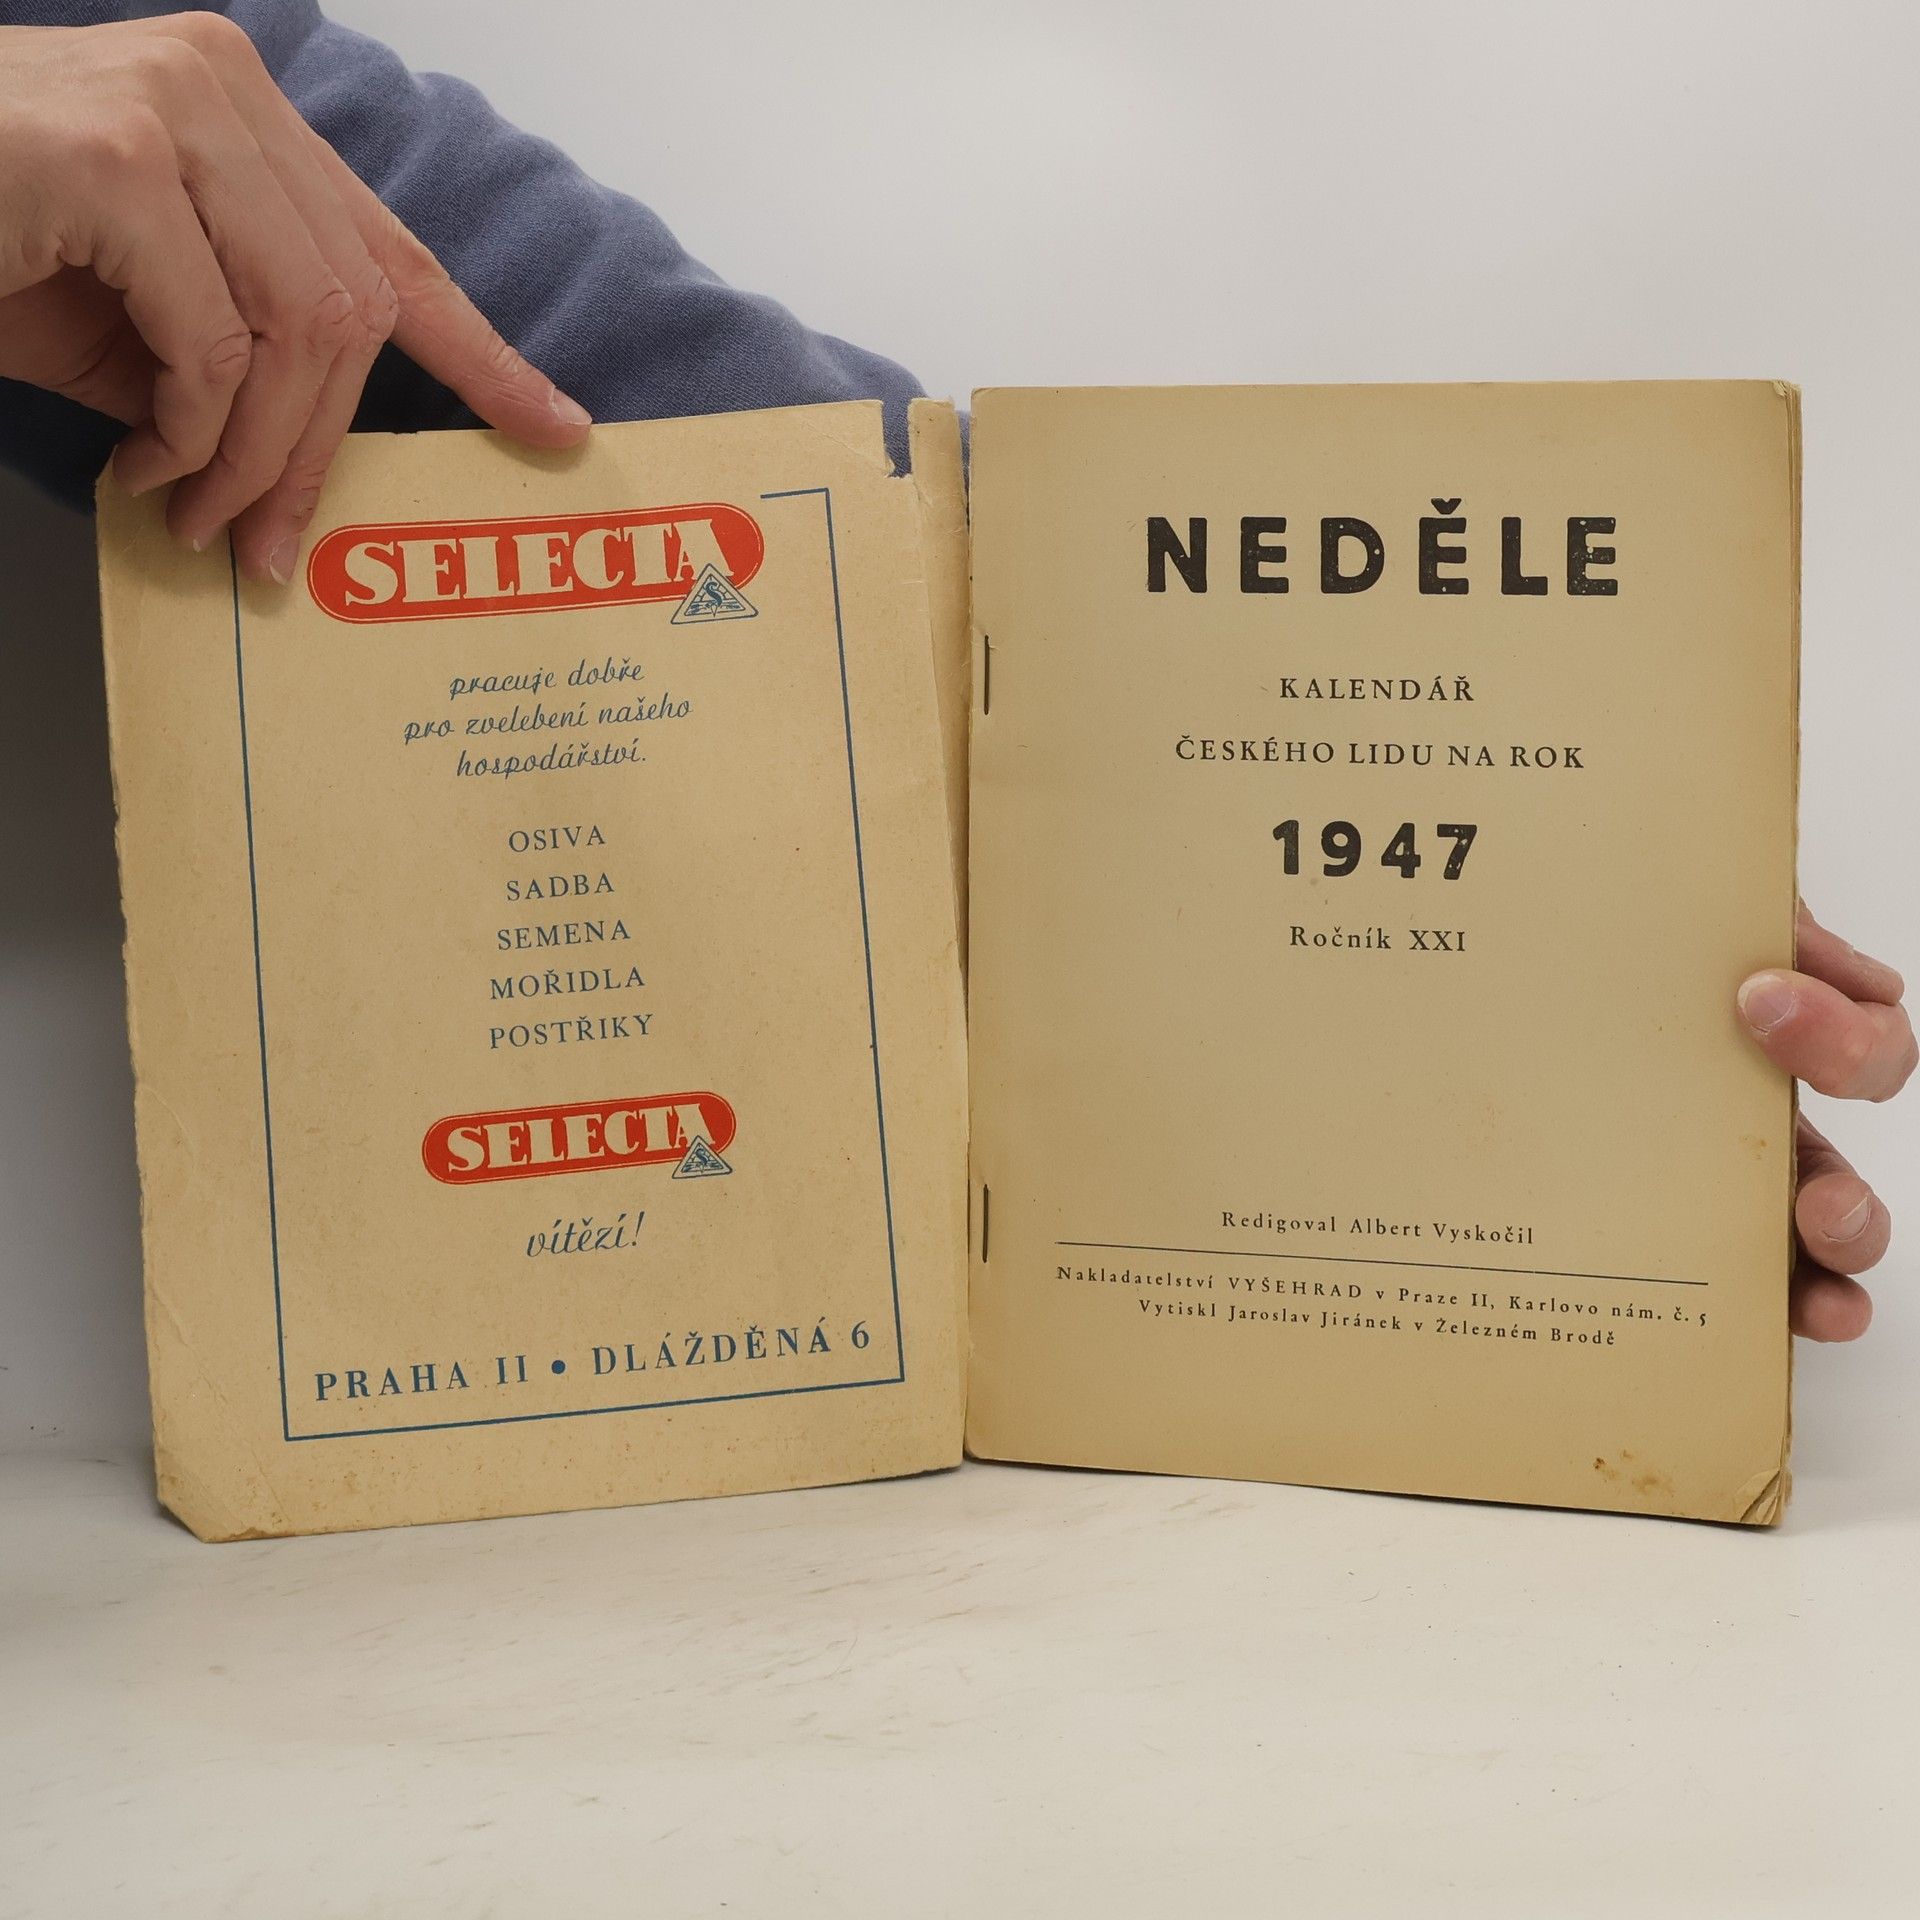 SELECTA
S
pracuje dobře
pro zvelebení našeho
hospodářství.
OSIVA
SADBA
SEMENA
MOŘIDLA
POSTŘIKY
SELECTA
S
vítězí!
PRAHA II • DLÁŽDĚNÁ 6
NEDĚLE
KALENDÁŘ
ČESKÉHO LIDU NA ROK
1947
Ročník XXI
Redigoval Albert Vyskočil
Nakladatelství VYŠEHRAD v Praze II, Karlovo nám. č. 5
Vytiskl Jaroslav Jiránek v Železném Brodě